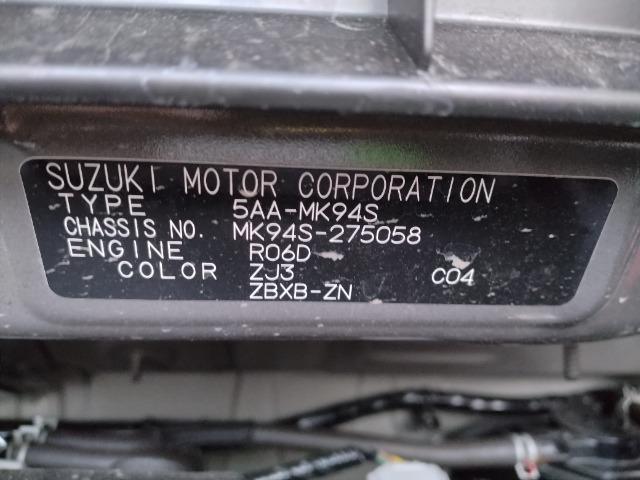 SUZUKI MOTOR CORPORATION
TYPE 5AA-MK94S
CHASSIS NO. MK94S-275058
ENGINE R06D
COLOR ZJ3 C04
ZBXB-ZN